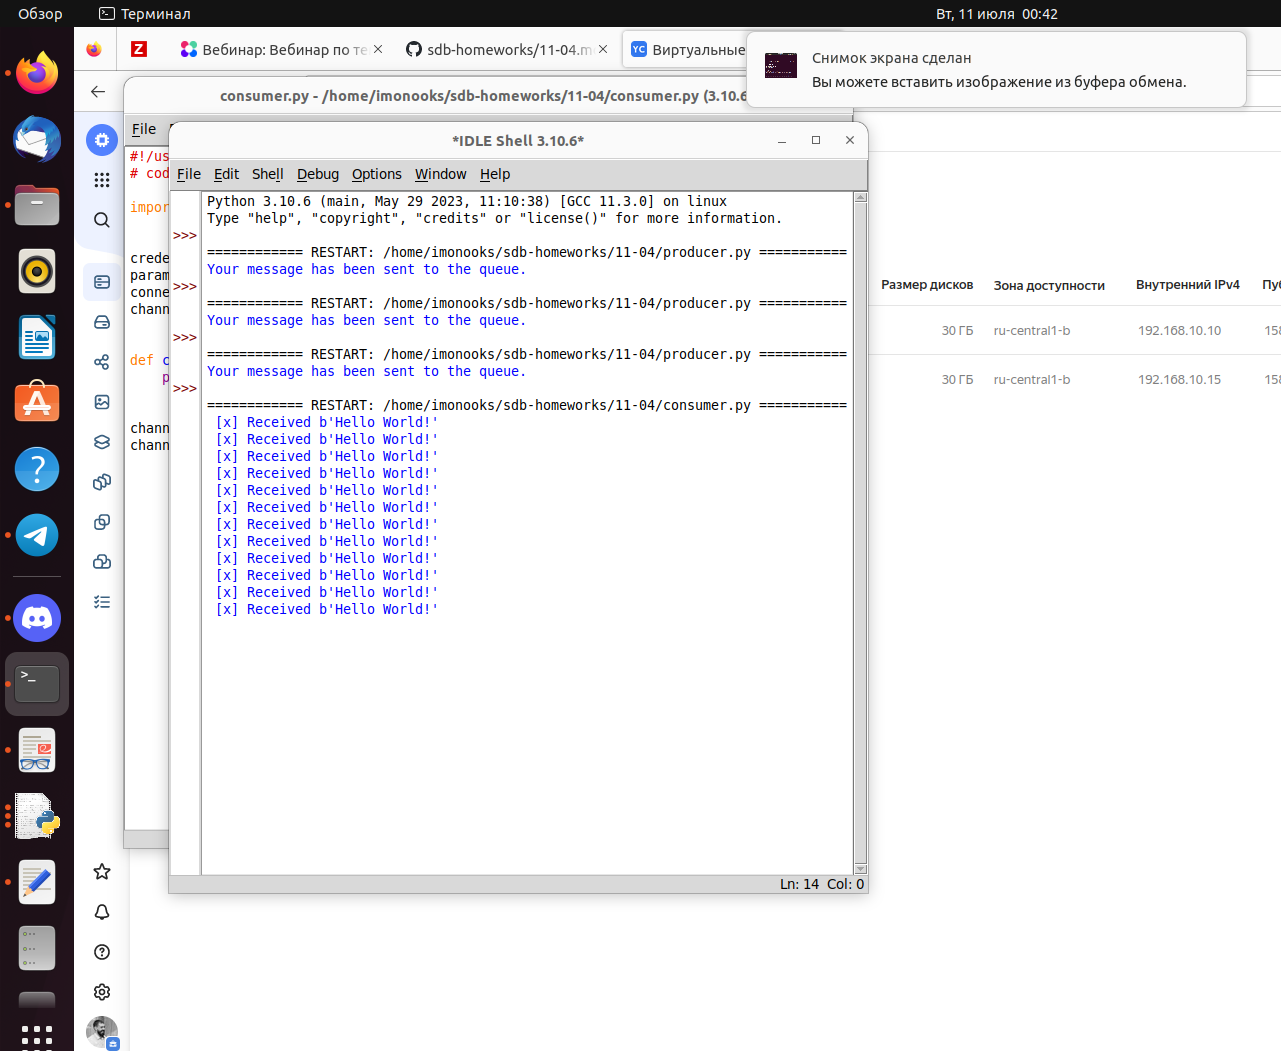 Обзор
Терминал
Вт, 11 июля 00:42
Z
Вебинар: Вебинар по те
sdb-homeworks/11-04.m
YC
Виртуальные
Снимок экрана сделан
Вы можете вставить изображение из буфера обмена.
consumer.py - /home/imonooks/sdb-homeworks/11-04/consumer.py (3.10.6
File
#!/us
# cod
impor
crede
param
conne
chann
def c
p
chann
chann
*IDLE Shell 3.10.6*
File Edit Shell Debug Options Window Help
Python 3.10.6 (main, May 29 2023, 11:10:38) [GCC 11.3.0] on linux
Type "help", "copyright", "credits" or "license()" for more information.
>>>
============ RESTART: /home/imonooks/sdb-homeworks/11-04/producer.py ===========
Your message has been sent to the queue.
>>>
============ RESTART: /home/imonooks/sdb-homeworks/11-04/producer.py ===========
Your message has been sent to the queue.
>>>
============ RESTART: /home/imonooks/sdb-homeworks/11-04/producer.py ===========
Your message has been sent to the queue.
>>>
============ RESTART: /home/imonooks/sdb-homeworks/11-04/consumer.py ===========
[x] Received b'Hello World!'
[x] Received b'Hello World!'
[x] Received b'Hello World!'
[x] Received b'Hello World!'
[x] Received b'Hello World!'
[x] Received b'Hello World!'
[x] Received b'Hello World!'
[x] Received b'Hello World!'
[x] Received b'Hello World!'
[x] Received b'Hello World!'
[x] Received b'Hello World!'
[x] Received b'Hello World!'
Ln: 14 Col: 0
Размер дисков Зона доступности Внутренний IPv4 Пу
30 ГБ ru-central1-b 192.168.10.10 158
30 ГБ ru-central1-b 192.168.10.15 158